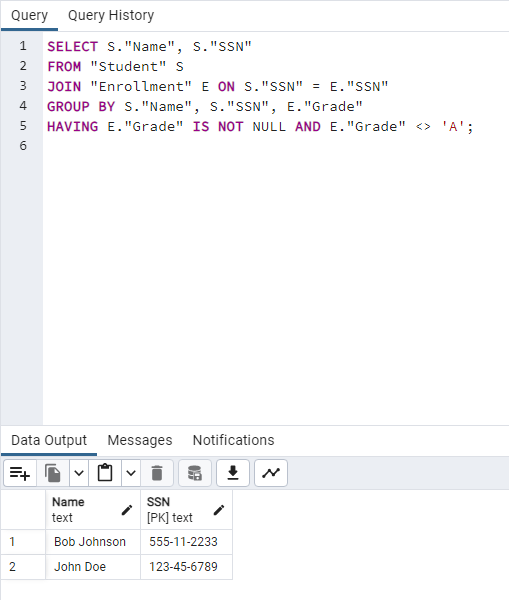 Query Query History
1 SELECT S."Name", S."SSN"
2 FROM "Student" S
3 JOIN "Enrollment" E ON S."SSN" = E."SSN"
4 GROUP BY S."Name", S."SSN", E."Grade"
5 HAVING E."Grade" IS NOT NULL AND E."Grade" <> 'A';
6
Data Output Messages Notifications
Name SSN
text [PK] text
1 Bob Johnson 555-11-2233
2 John Doe 123-45-6789